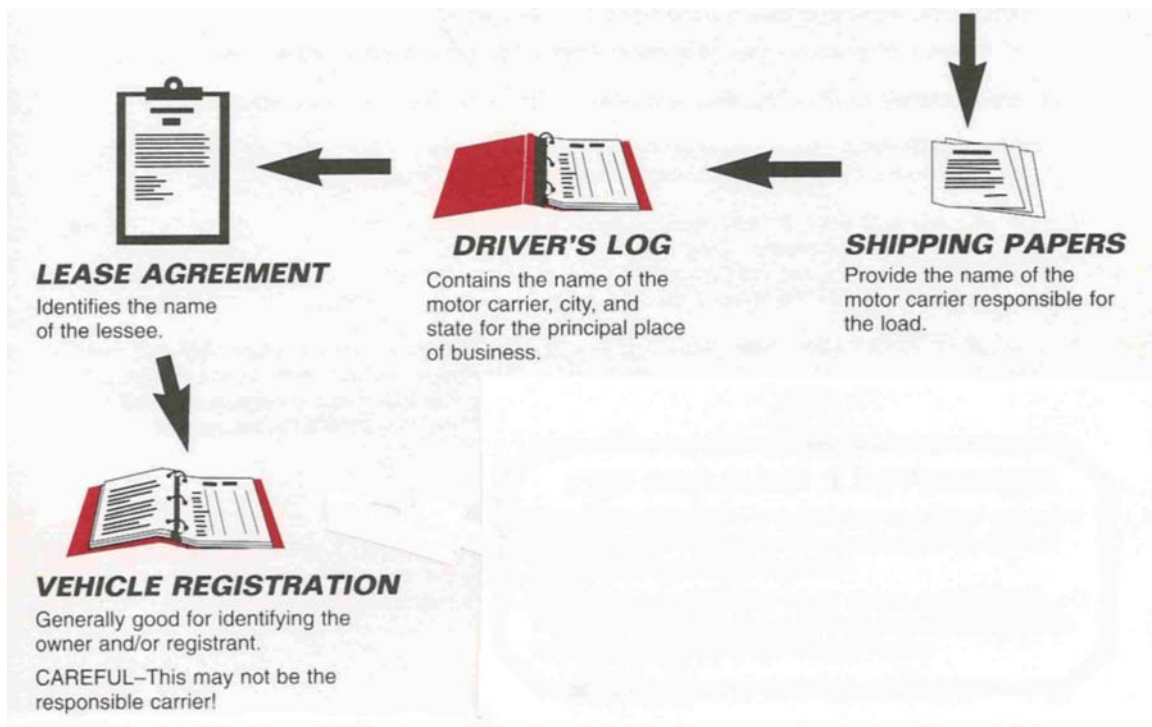 LEASE AGREEMENT
Identifies the name
of the lessee.
DRIVER'S LOG
Contains the name of the
motor carrier, city, and
state for the principal place
of business.
SHIPPING PAPERS
Provide the name of the
motor carrier responsible for
the load.
VEHICLE REGISTRATION
Generally good for identifying the
owner and/or registrant.
CAREFUL–This may not be the
responsible carrier!